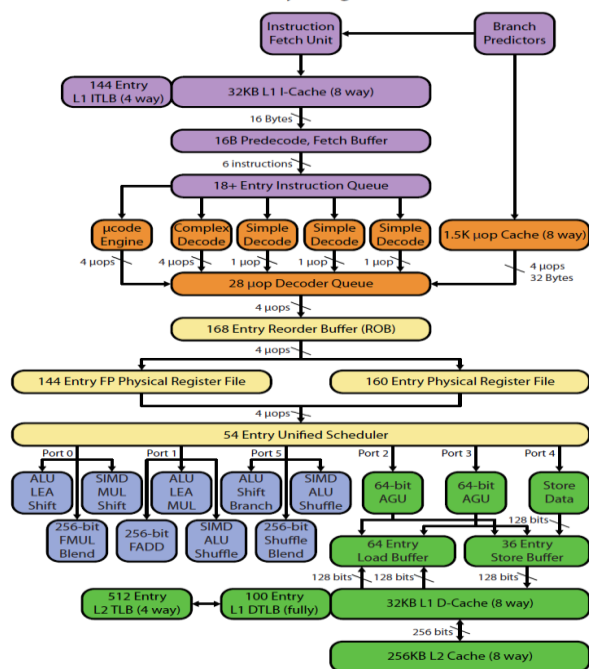 Instruction
Fetch Unit
Branch
Predictors
144 Entry
L1 ITLB (4 way)
32KB L1 I-Cache (8 way)
16 Bytes
16B Predecode, Fetch Buffer
6 instructions
18+ Entry Instruction Queue
µcode
Engine
Complex
Decode
Simple
Decode
Simple
Decode
Simple
Decode
1.5K µop Cache (8 way)
4 µops
4 µops
1 µop
1 µop
1 µop
4 µops
32 Bytes
28 µop Decoder Queue
4 µops
168 Entry Reorder Buffer (ROB)
4 µops
144 Entry FP Physical Register File
160 Entry Physical Register File
4 µops
54 Entry Unified Scheduler
Port 0
Port 1
Port 5
Port 2
Port 3
Port 4
ALU
LEA
Shift
SIMD
MUL
Shift
ALU
LEA
MUL
ALU
Shift
Branch
SIMD
ALU
Shuffle
64-bit
AGU
64-bit
AGU
Store
Data
256-bit
FMUL
Blend
256-bit
FADD
SIMD
ALU
Shuffle
256-bit
Shuffle
Blend
128 bits
64 Entry
Load Buffer
36 Entry
Store Buffer
128 bits
128 bits
128 bits
512 Entry
L2 TLB (4 way)
100 Entry
L1 DTLB (fully)
32KB L1 D-Cache (8 way)
256 bits
256KB L2 Cache (8 way)